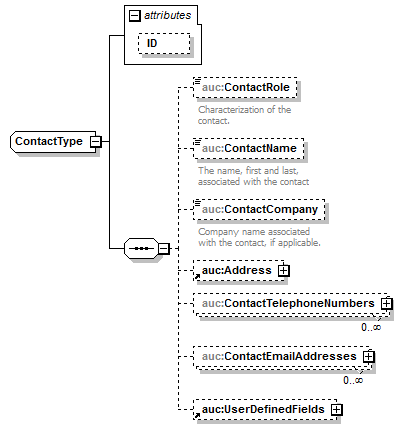 attributes
ID
ContactType
auc:ContactRole
Characterization of the
contact.
auc:ContactName
The name, first and last,
associated with the contact
auc:ContactCompany
Company name associated
with the contact, if applicable.
auc:Address
auc:ContactTelephoneNumbers
0..∞
auc:ContactEmailAddresses
0..∞
auc:UserDefinedFields